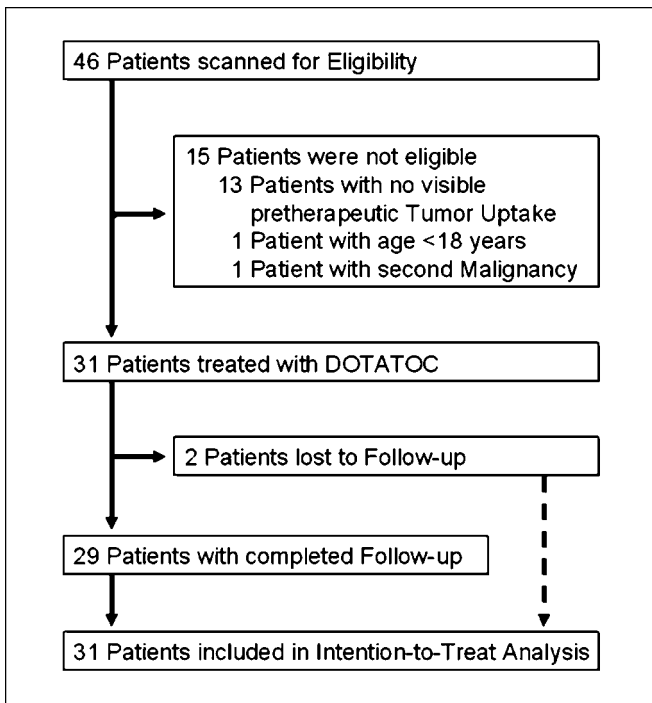 46 Patients scanned for Eligibility
15 Patients were not eligible
13 Patients with no visible
pretherapeutic Tumor Uptake
1 Patient with age <18 years
1 Patient with second Malignancy
31 Patients treated with DOTATOC
2 Patients lost to Follow-up
29 Patients with completed Follow-up
31 Patients included in Intention-to-Treat Analysis